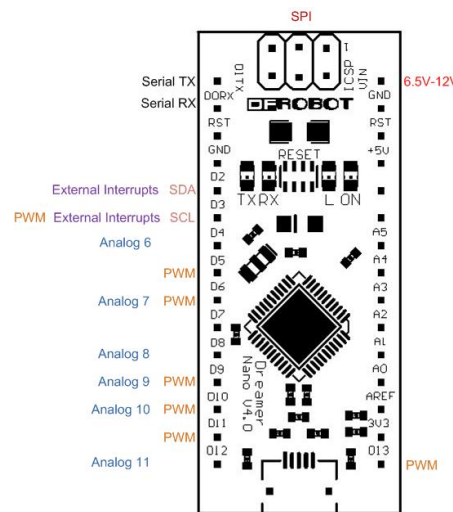 SPI
D1TX
1
ICSP
VIN
Serial TX
6.5V-12V
D0RX
GND
Serial RX
DFROBOT
RST
RST
GND
RESET
+5V
D2
External Interrupts SDA
TX RX
L ON
D3
PWM External Interrupts SCL
D4
A5
Analog 6
D5
A4
PWM
D6
A3
Analog 7 PWM
D7
A2
D8
A1
Analog 8
D9
A0
Dreamer
Nano V4.0
Analog 9 PWM
D10
AREF
Analog 10 PWM
D11
3V3
PWM
D12
D13
Analog 11
PWM